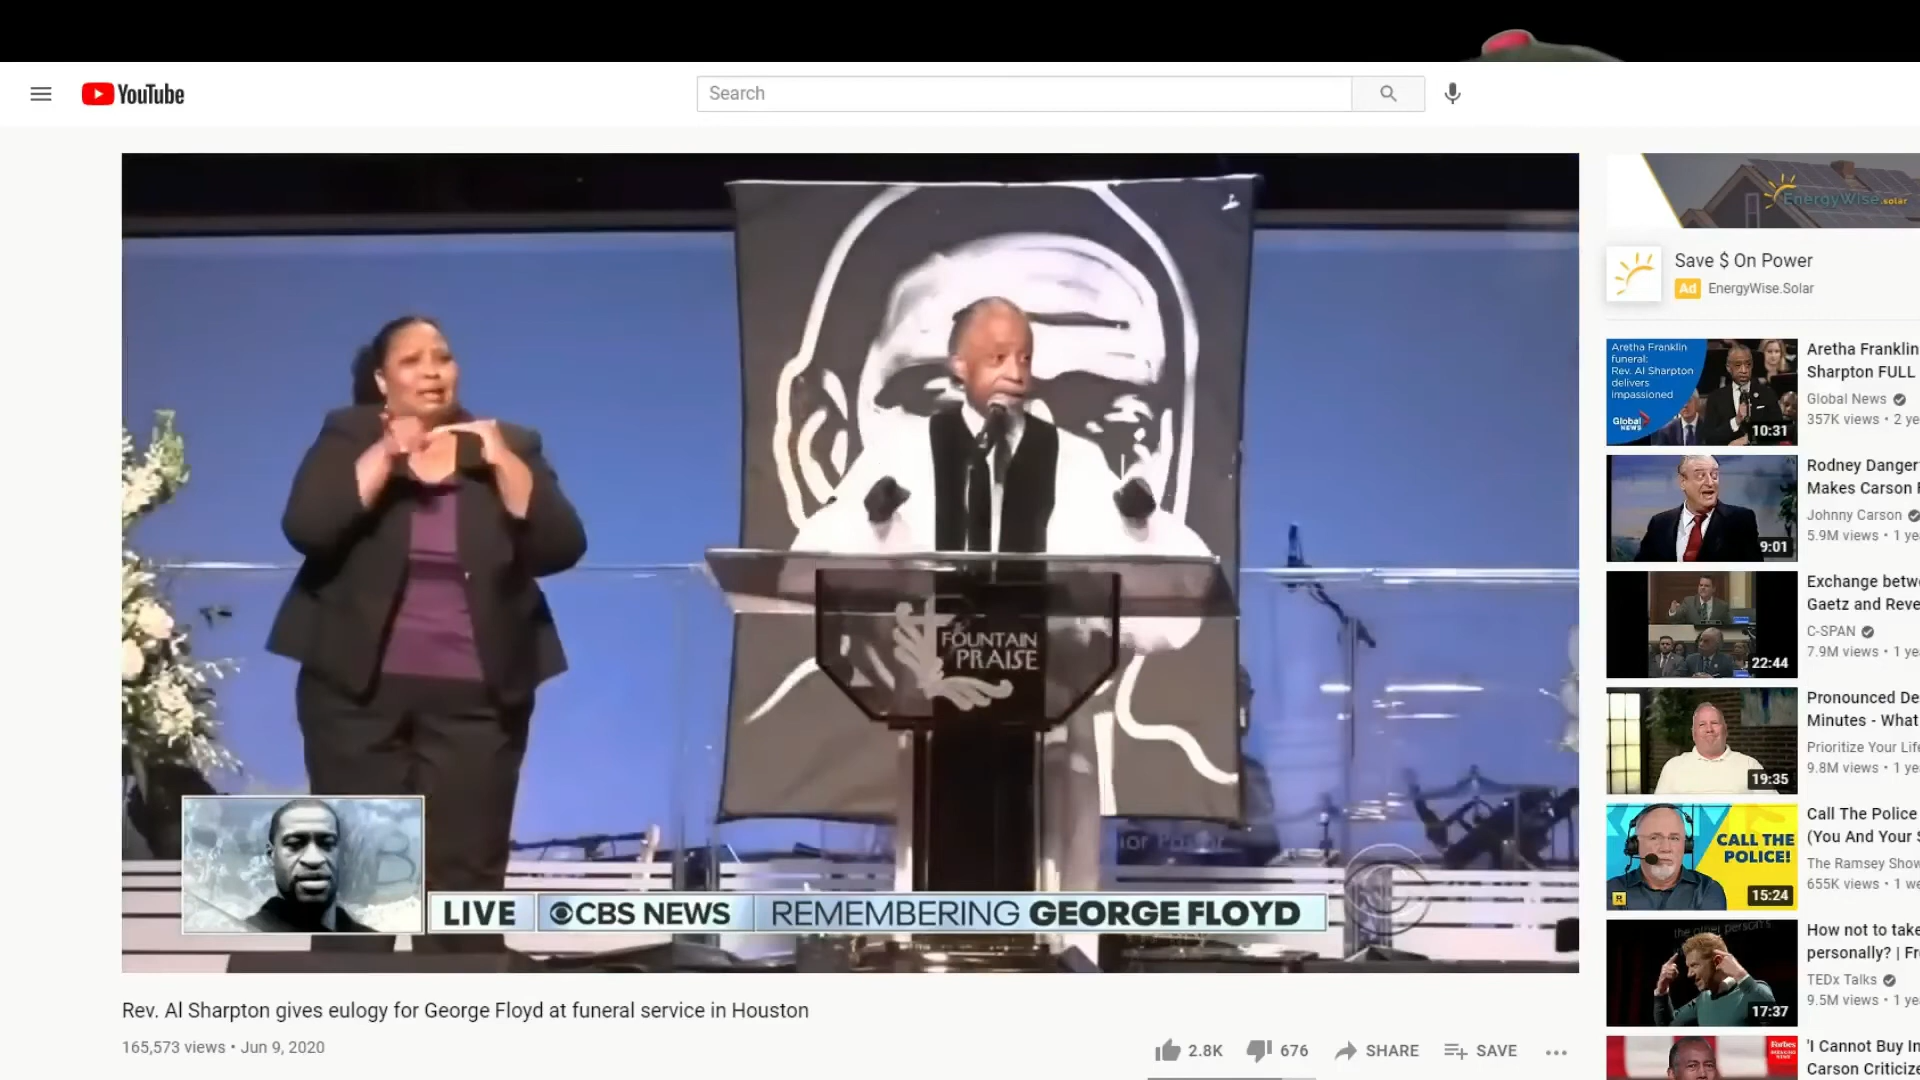 YouTube
Search
FOUNTAIN
PRAISE
LIVE
CBS NEWS
REMEMBERING GEORGE FLOYD
Rev. Al Sharpton gives eulogy for George Floyd at funeral service in Houston
165,573 views • Jun 9, 2020
2.8K
676
SHARE
SAVE
EnergyWise.solar
Save $ On Power
Ad
EnergyWise.Solar
Aretha Franklin
funeral:
Rev. Al Sharpton
delivers
impassioned
Global
NEWS
10:31
Aretha Franklin
Sharpton FULL
Global News
357K views • 2 ye
9:01
Rodney Danger
Makes Carson
Johnny Carson
5.9M views • 1 ye
22:44
Exchange betw
Gaetz and Reve
C-SPAN
7.9M views • 1 ye
19:35
Pronounced De
Minutes - What
Prioritize Your Life
9.8M views • 1 ye
CALL THE
POLICE!
R
15:24
Call The Police
(You And Your S
The Ramsey Show
655K views • 1 we
the other person's
17:37
How not to take
personally? | Fr
TEDx Talks
9.5M views • 1 ye
Forbes
'I Cannot Buy In
Carson Criticize